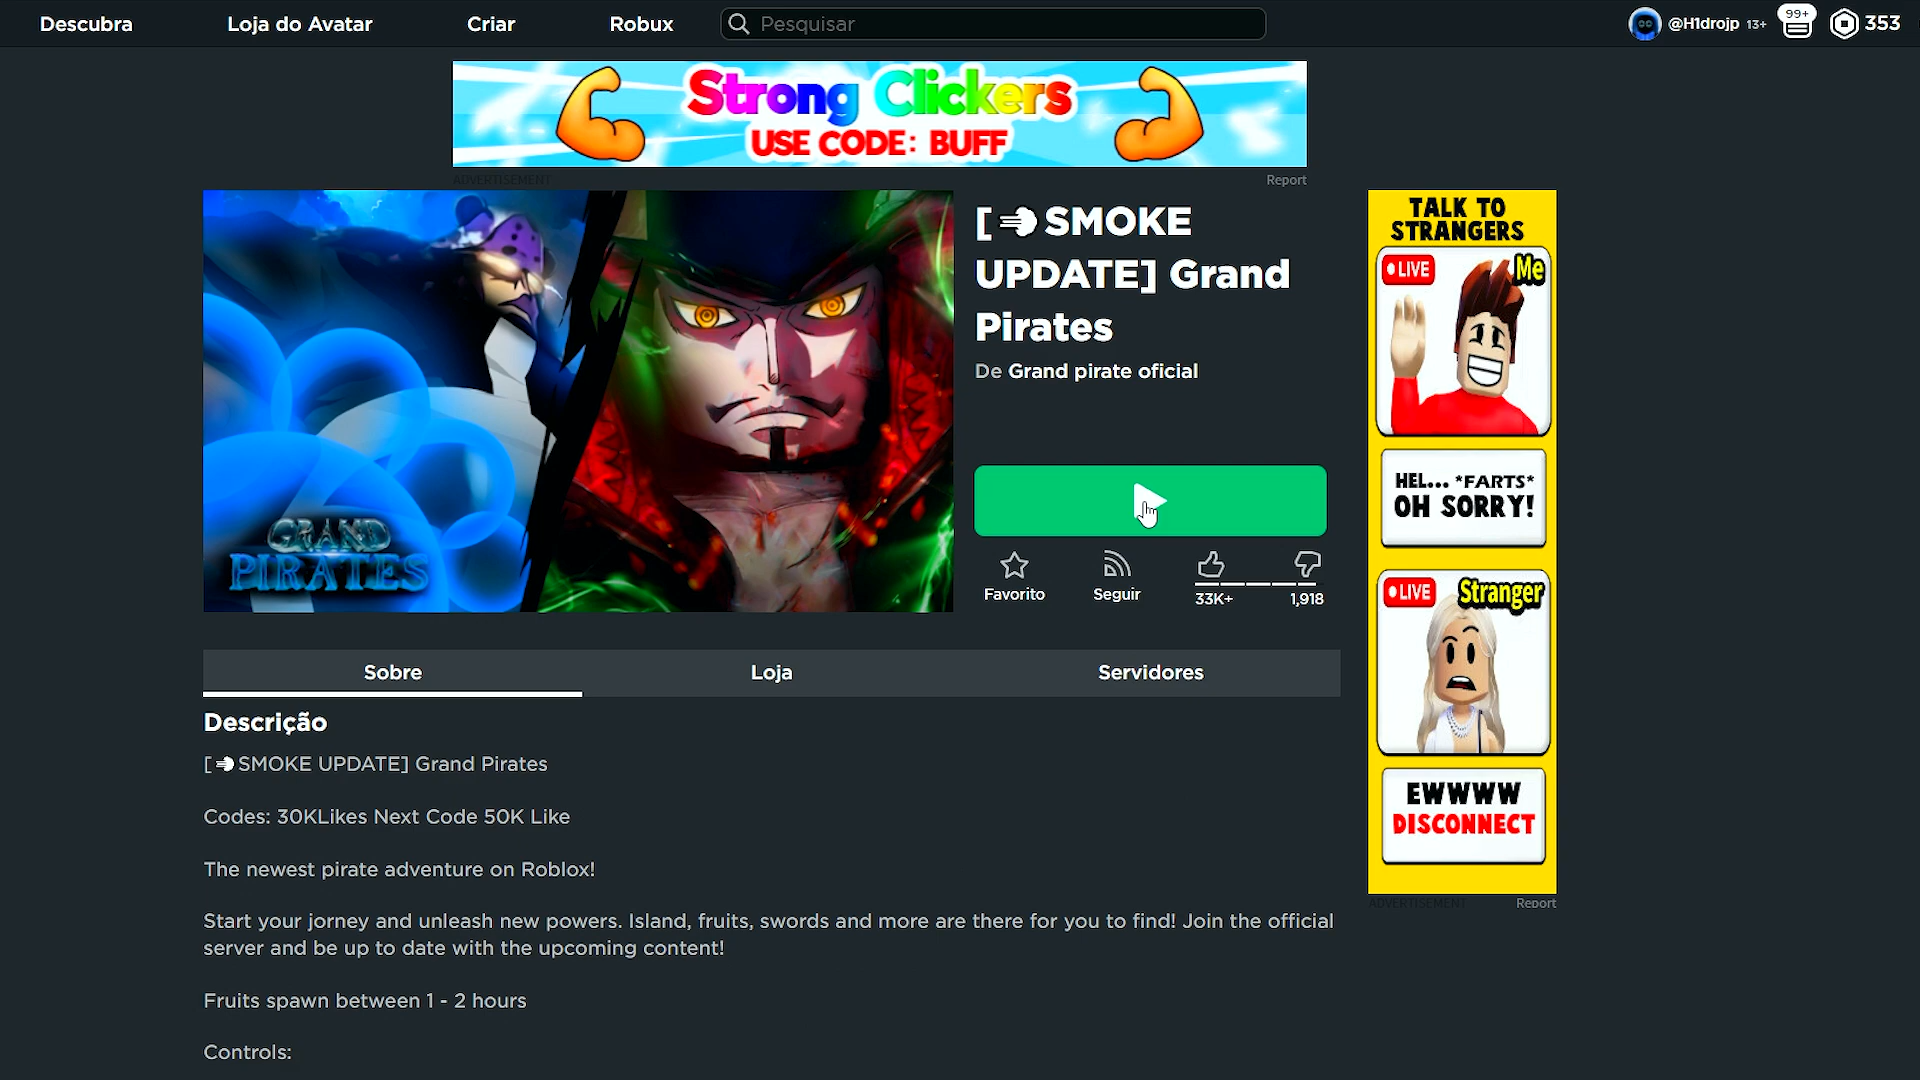 Descubra
Loja do Avatar
Criar
Robux
Pesquisar
@H1drojp 13+
99+
353
Strong Clickers
USE CODE: BUFF
ADVERTISEMENT
Report
GRAND
PIRATES
[💨SMOKE
UPDATE] Grand
Pirates
De Grand pirate oficial
Favorito
Seguir
33K+
1,918
TALK TO
STRANGERS
LIVE
Me
HEL... *FARTS*
OH SORRY!
LIVE
Stranger
EWWWW
DISCONNECT
ADVERTISEMENT
Report
Sobre
Loja
Servidores
Descrição
[💨SMOKE UPDATE] Grand Pirates
Codes: 30KLikes Next Code 50K Like
The newest pirate adventure on Roblox!
Start your jorney and unleash new powers. Island, fruits, swords and more are there for you to find! Join the official
server and be up to date with the upcoming content!
Fruits spawn between 1 - 2 hours
Controls: